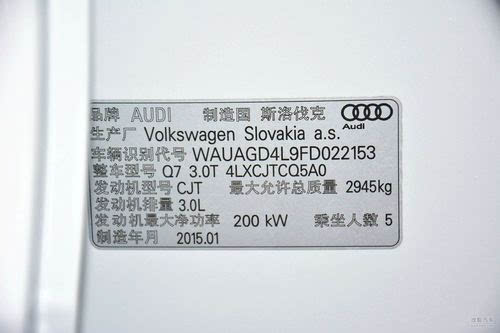 品牌 AUDI 制造国 斯洛伐克
Audi
生产厂 Volkswagen Slovakia a.s.
车辆识别代号 WAUAGD4L9FD022153
整车型号 Q7 3.0T 4LXCJTCQ5A0
发动机型号 CJT 最大允许总质量 2945kg
发动机排量 3.0L
发动机最大净功率 200 kW 乘坐人数 5
制造年月 2015.01